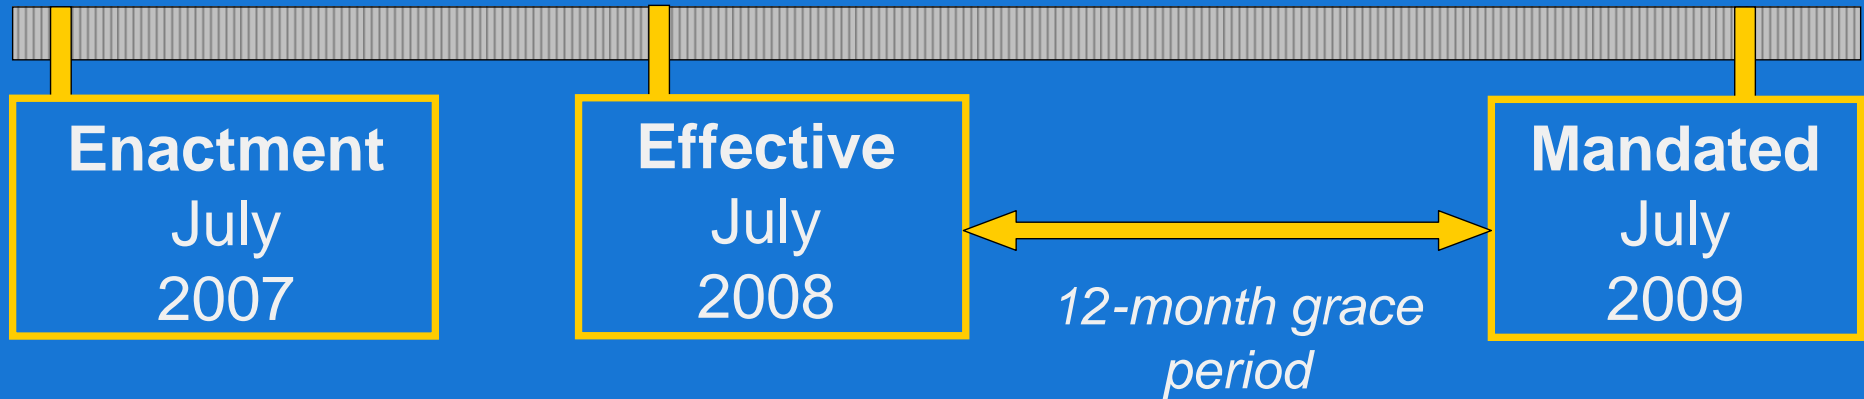 Enactment
July
2007
Effective
July
2008
12-month grace
period
Mandated
July
2009